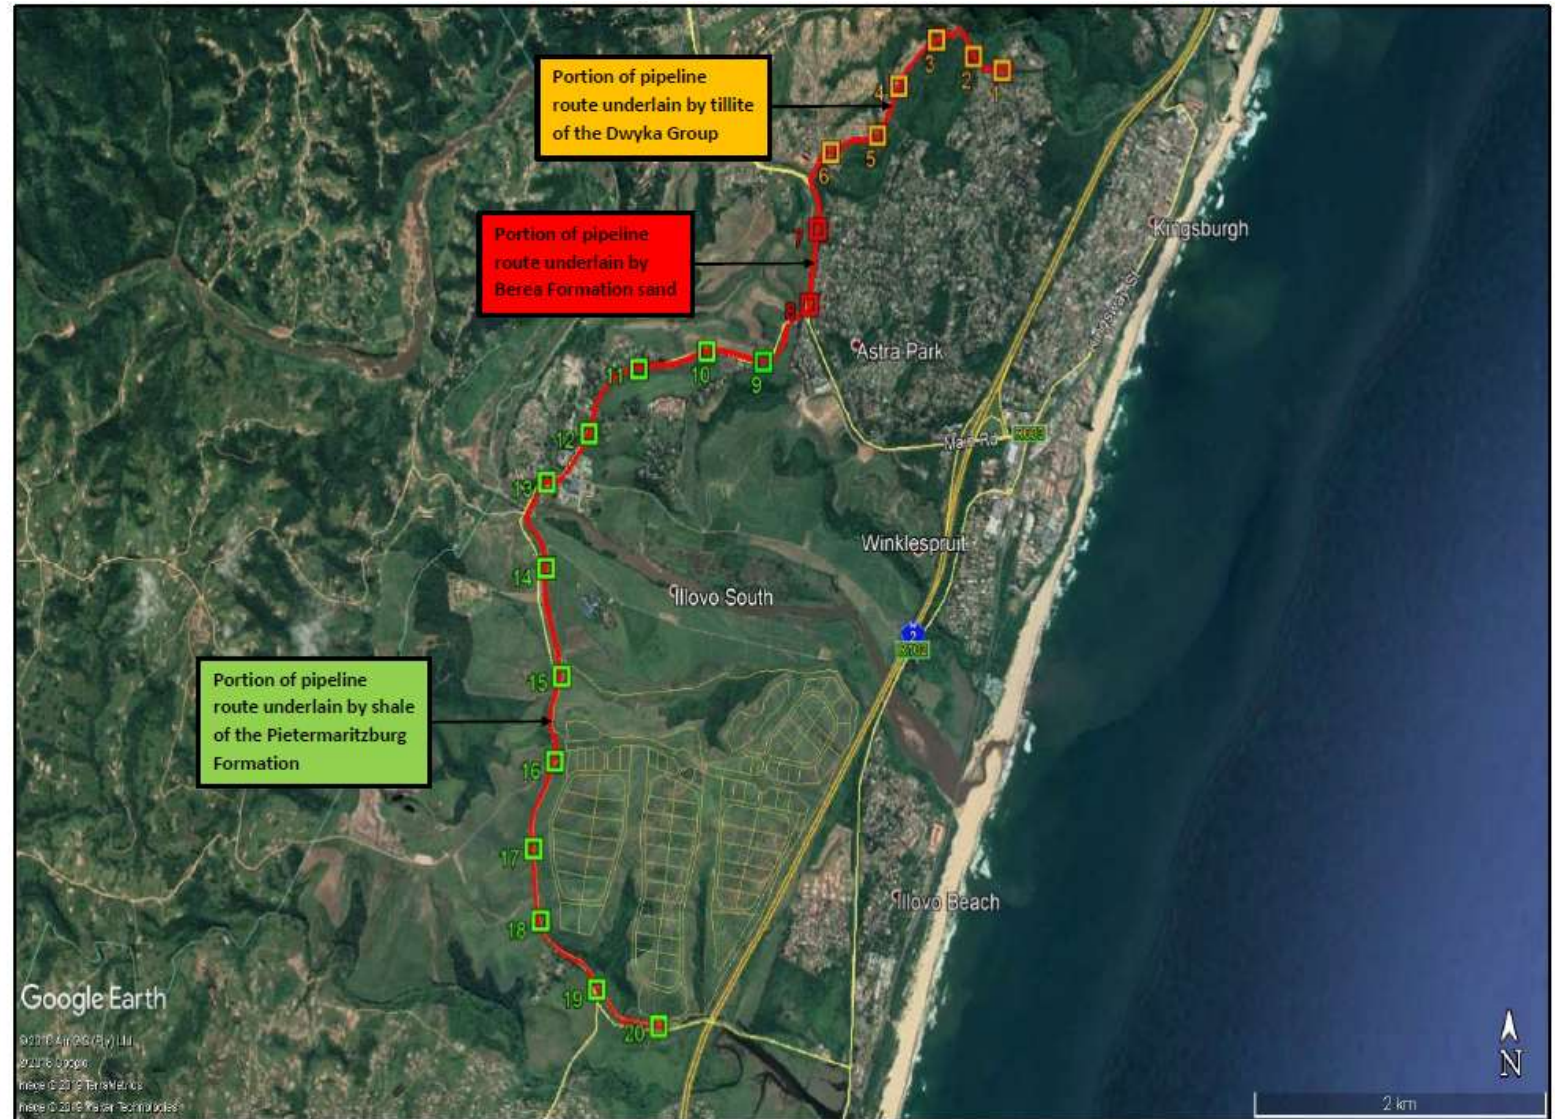 Portion of pipeline
route underlain by tillite
of the Dwyka Group
3
2
1
4
5
6
Portion of pipeline
route underlain by
Berea Formation sand
7
Kingsburgh
8
Astra Park
11
10
9
12
Main Rd
R603
13
Winklespruit
14
Illovo South
2
R102
Portion of pipeline
route underlain by shale
of the Pietermaritzburg
Formation
15
16
17
18
Illovo Beach
19
20
Google Earth
N
2 km